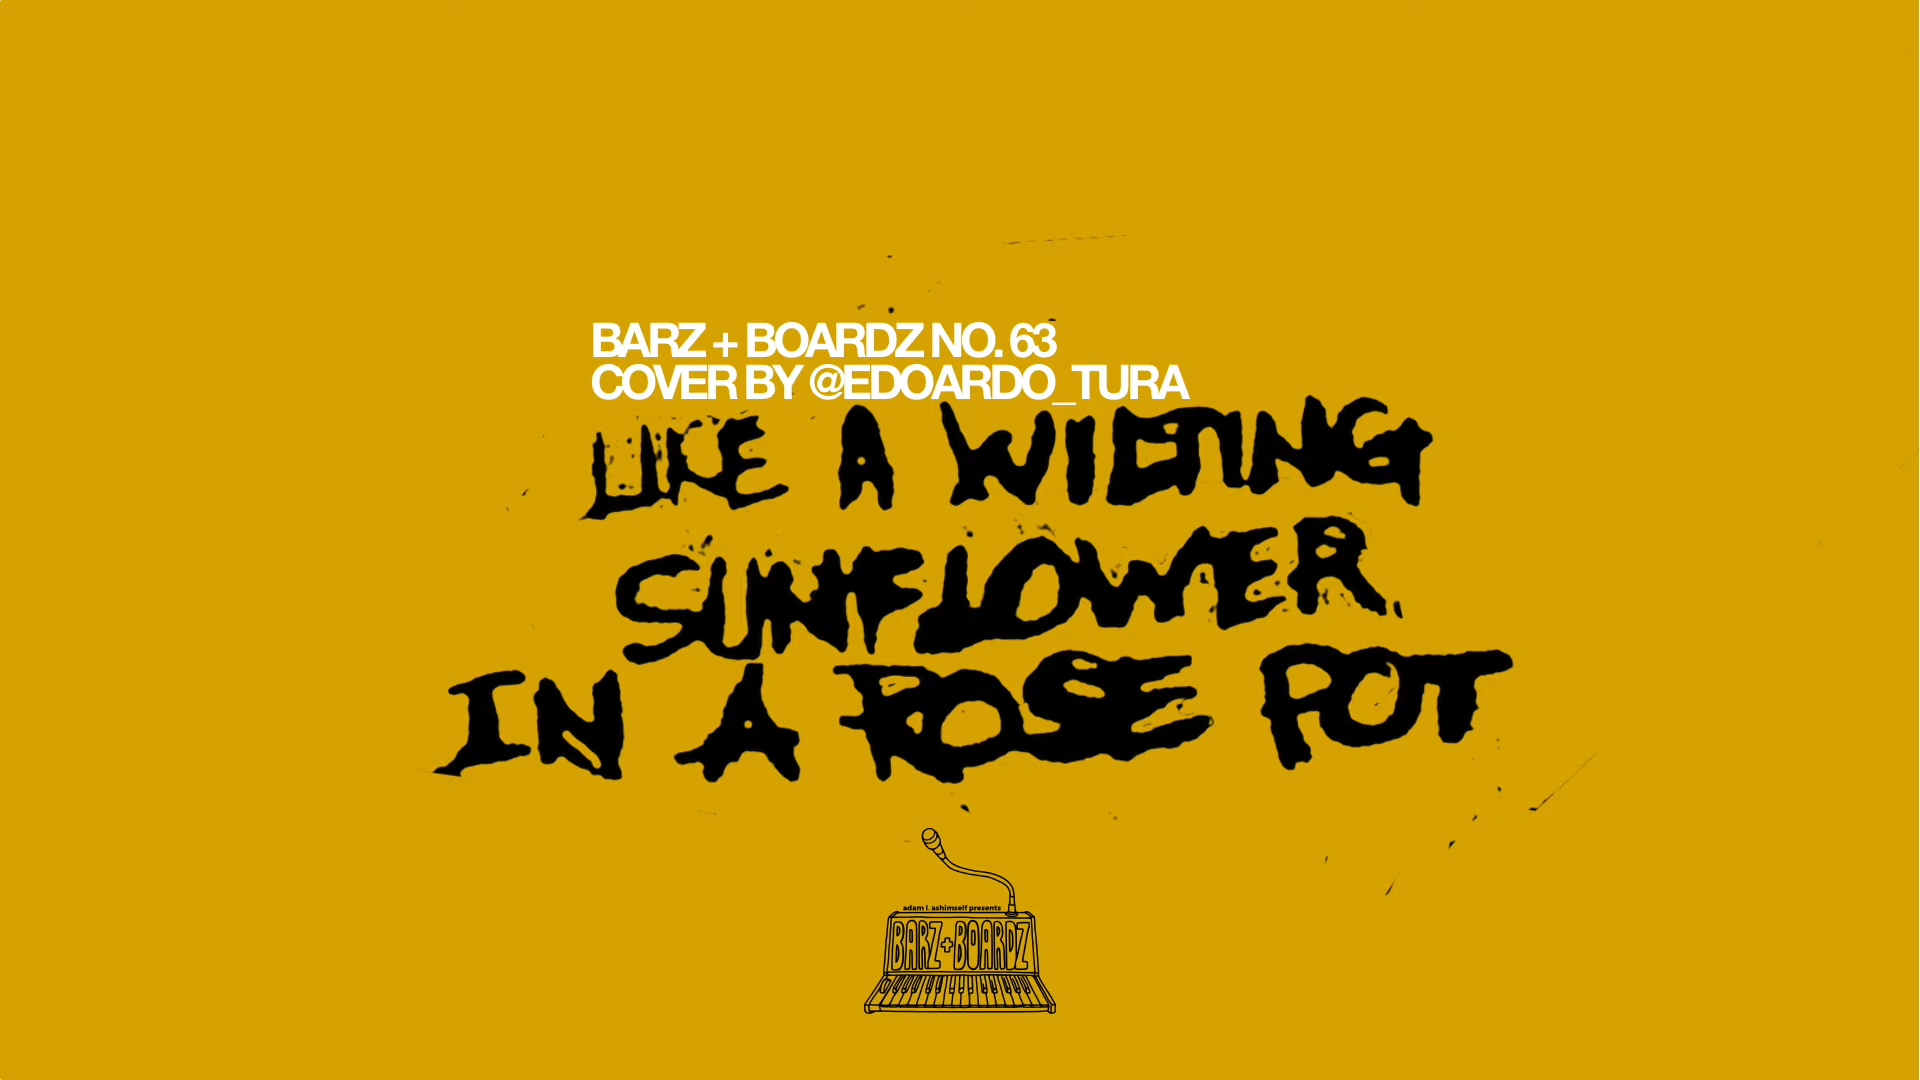 BARZ + BOARDZ NO. 63
COVER BY @EDOARDO_TURA
LIKE A WILTING
SUNFLOWER
IN A ROSE POT
adam l. ashimself presents
BARZ+BOARDZ